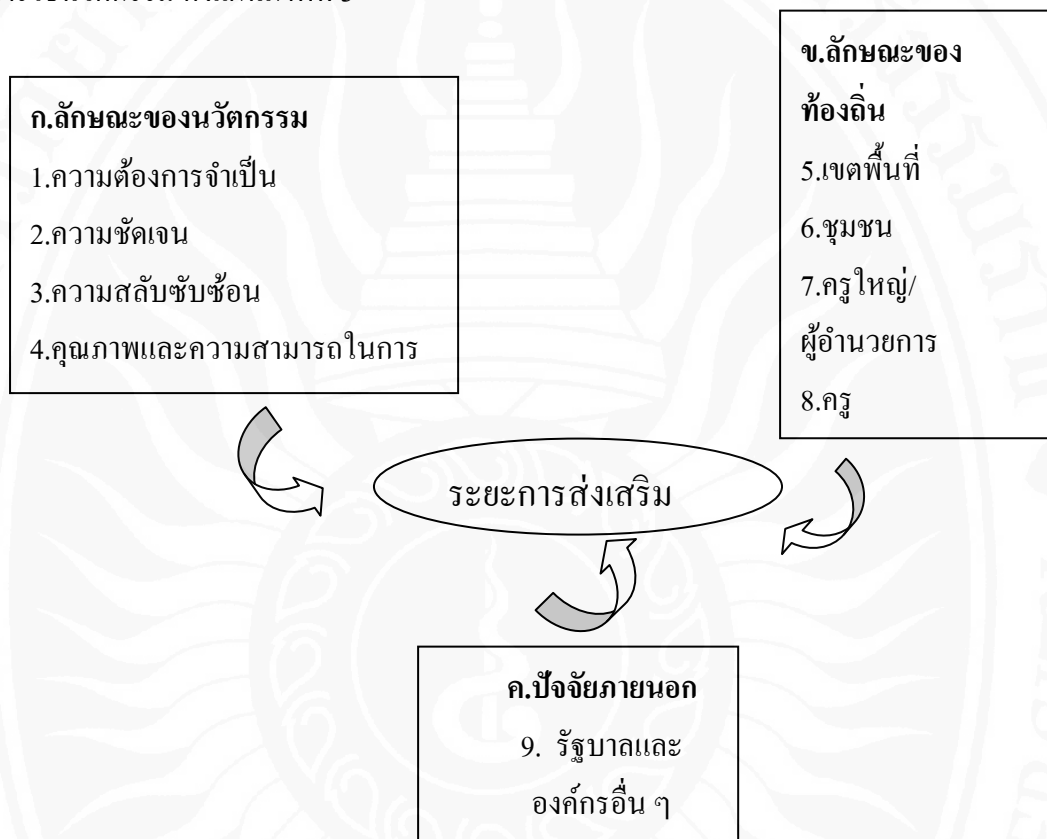 ก.ลักษณะของนวัตกรรม
1.ความต้องการจำเป็น
2.ความชัดเจน
3.ความสลับซับซ้อน
4.คุณภาพและความสามารถในการ
ข.ลักษณะของ
ท้องถิ่น
5.เขตพื้นที่
6.ชุมชน
7.ครูใหญ่/
ผู้อำนวยการ
8.ครู
ระยะการส่งเสริม
ค.ปัจจัยภายนอก
9. รัฐบาลและ
องค์กรอื่น ๆ